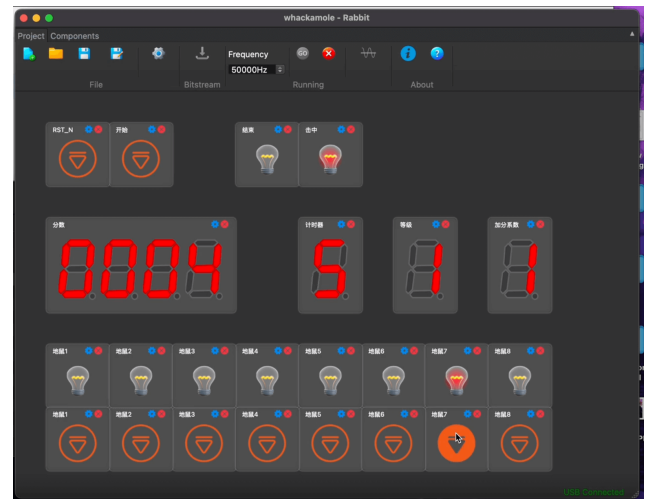 whackamole - Rabbit
Project Components
Frequency
GO
50000Hz
File Bitstream Running About
RST_N 开始 结束 击中
分数 计时器 等级 加分系数
0004 5 1 1
地鼠1 地鼠2 地鼠3 地鼠4 地鼠5 地鼠6 地鼠7 地鼠8
地鼠1 地鼠2 地鼠3 地鼠4 地鼠5 地鼠6 地鼠7 地鼠8
USB Connected